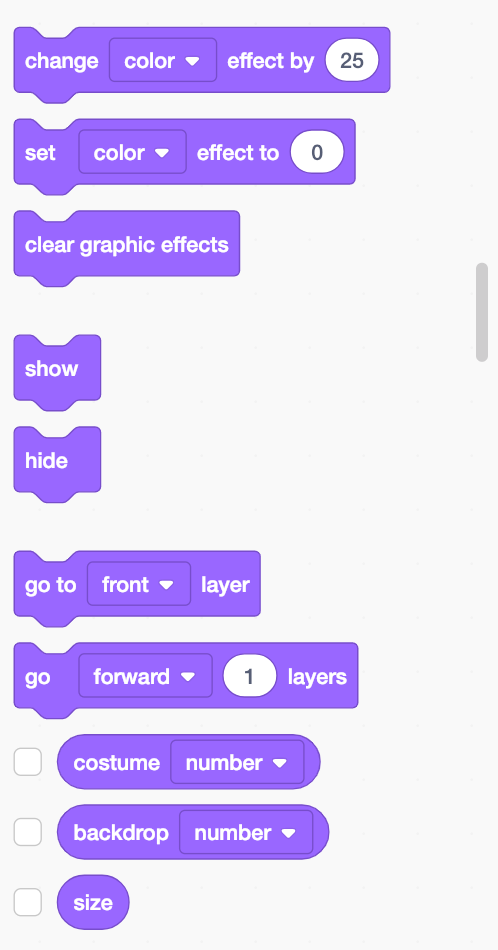 change color effect by 25
set color effect to 0
clear graphic effects
show
hide
go to front layer
go forward 1 layers
costume number
backdrop number
size